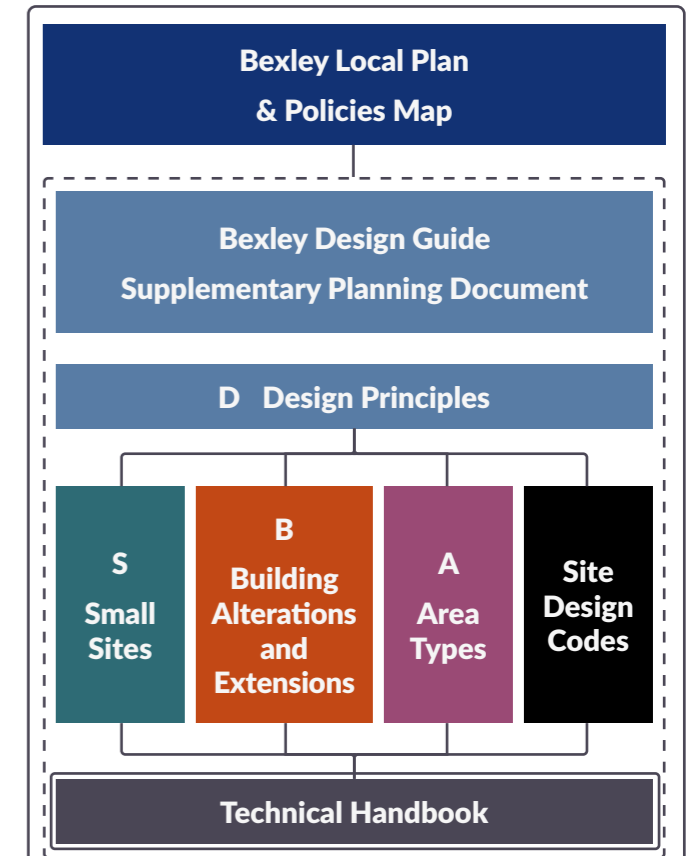 Bexley Local Plan
& Policies Map
Bexley Design Guide
Supplementary Planning Document
D Design Principles
S
Small
Sites
B
Building
Alterations
and
Extensions
A
Area
Types
Site
Design
Codes
Technical Handbook